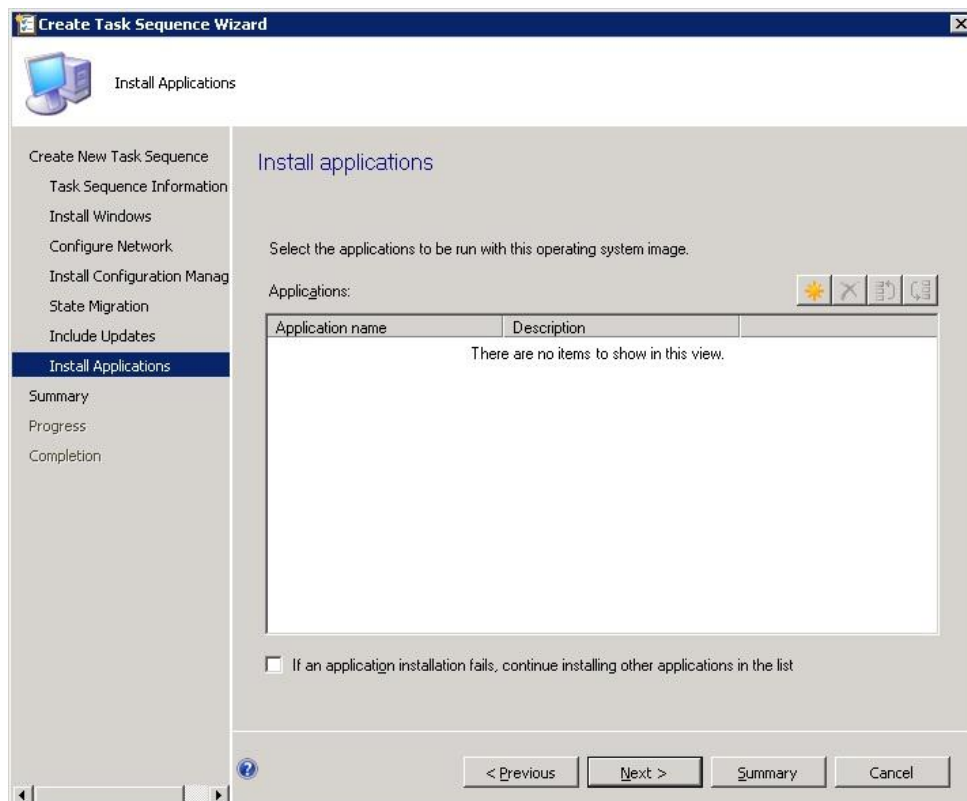 Create Task Sequence Wizard
Install Applications
Create New Task Sequence
Task Sequence Information
Install Windows
Configure Network
Install Configuration Manag
State Migration
Include Updates
Install Applications
Summary
Progress
Completion
Install applications
Select the applications to be run with this operating system image.
Applications:
Application name Description
There are no items to show in this view.
If an application installation fails, continue installing other applications in the list
< Previous Next > Summary Cancel